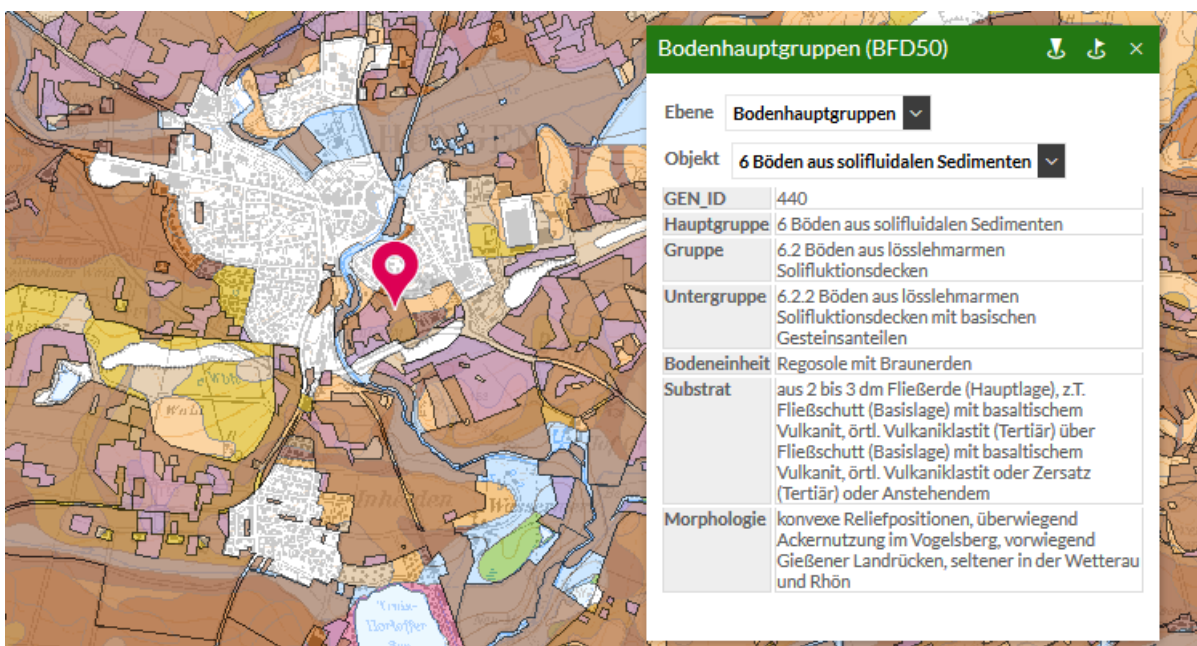 Bodenhauptgruppen (BFD50)
Ebene Bodenhauptgruppen
Objekt 6 Böden aus solifluidalen Sedimenten
GEN_ID 440
Hauptgruppe 6 Böden aus solifluidalen Sedimenten
Gruppe 6.2 Böden aus lösslehmarmen
Solifluktionsdecken
Untergruppe 6.2.2 Böden aus lösslehmarmen
Solifluktionsdecken mit basischen
Gesteinsanteilen
Bodeneinheit Regosole mit Braunerden
Substrat aus 2 bis 3 dm Fließerde (Hauptlage), z.T.
Fließschutt (Basislage) mit basaltischem
Vulkanit, örtl. Vulkaniklastit (Tertiär) über
Fließschutt (Basislage) mit basaltischem
Vulkanit, örtl. Vulkaniklastit oder Zersatz
(Tertiär) oder Anstehendem
Morphologie konvexe Reliefpositionen, überwiegend
Ackernutzung im Vogelsberg, vorwiegend
Gießener Landrücken, seltener in der Wetterau
und Rhön
HUNGEN
Wald
Inheiden